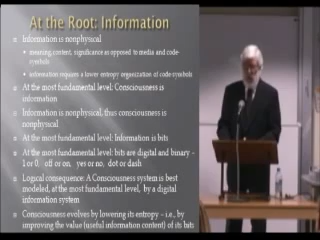 At the Root: Information
Information is nonphysical
meaning, content, significance as opposed to media and code-
symbols
information requires a lower entropy organization of code-symbols
At the most fundamental level: Consciousness is
information
Information is nonphysical, thus consciousness is
nonphysical
At the most fundamental level: Information is bits
At the most fundamental level: bits are digital and binary –
1 or 0, off or on, yes or no, dot or dash
Logical consequence: A Consciousness system is best
modeled, at the most fundamental level, by a digital
information system
Consciousness evolves by lowering its entropy – i.e., by
improving the value (useful information content) of its bits